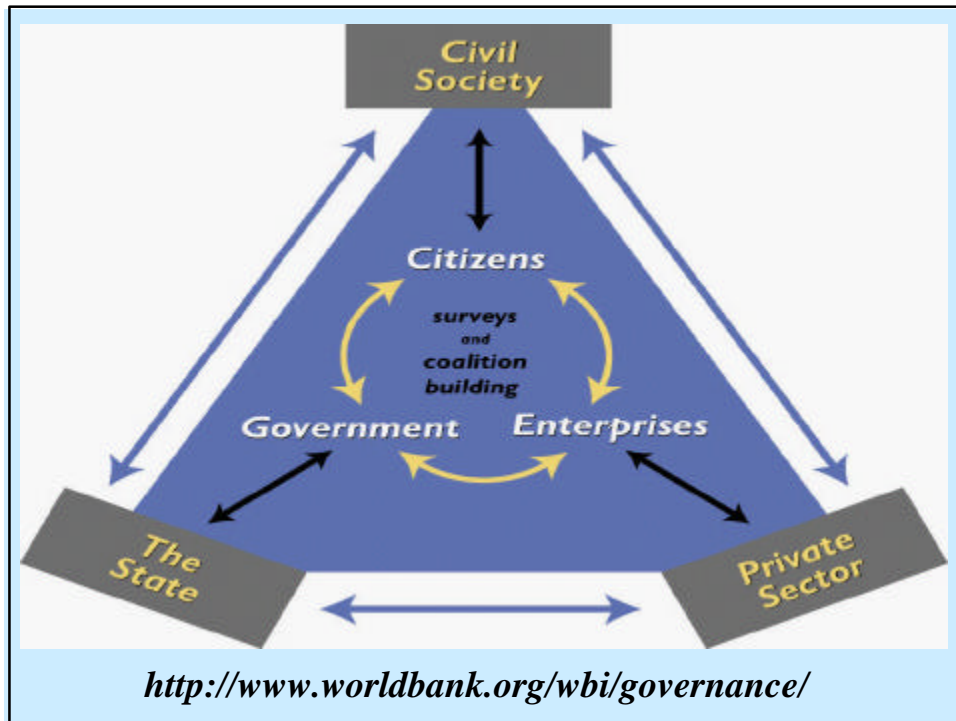 Civil
Society
Citizens
surveys
and
coalition
building
Government
Enterprises
The
State
Private
Sector
http://www.worldbank.org/wbi/governance/